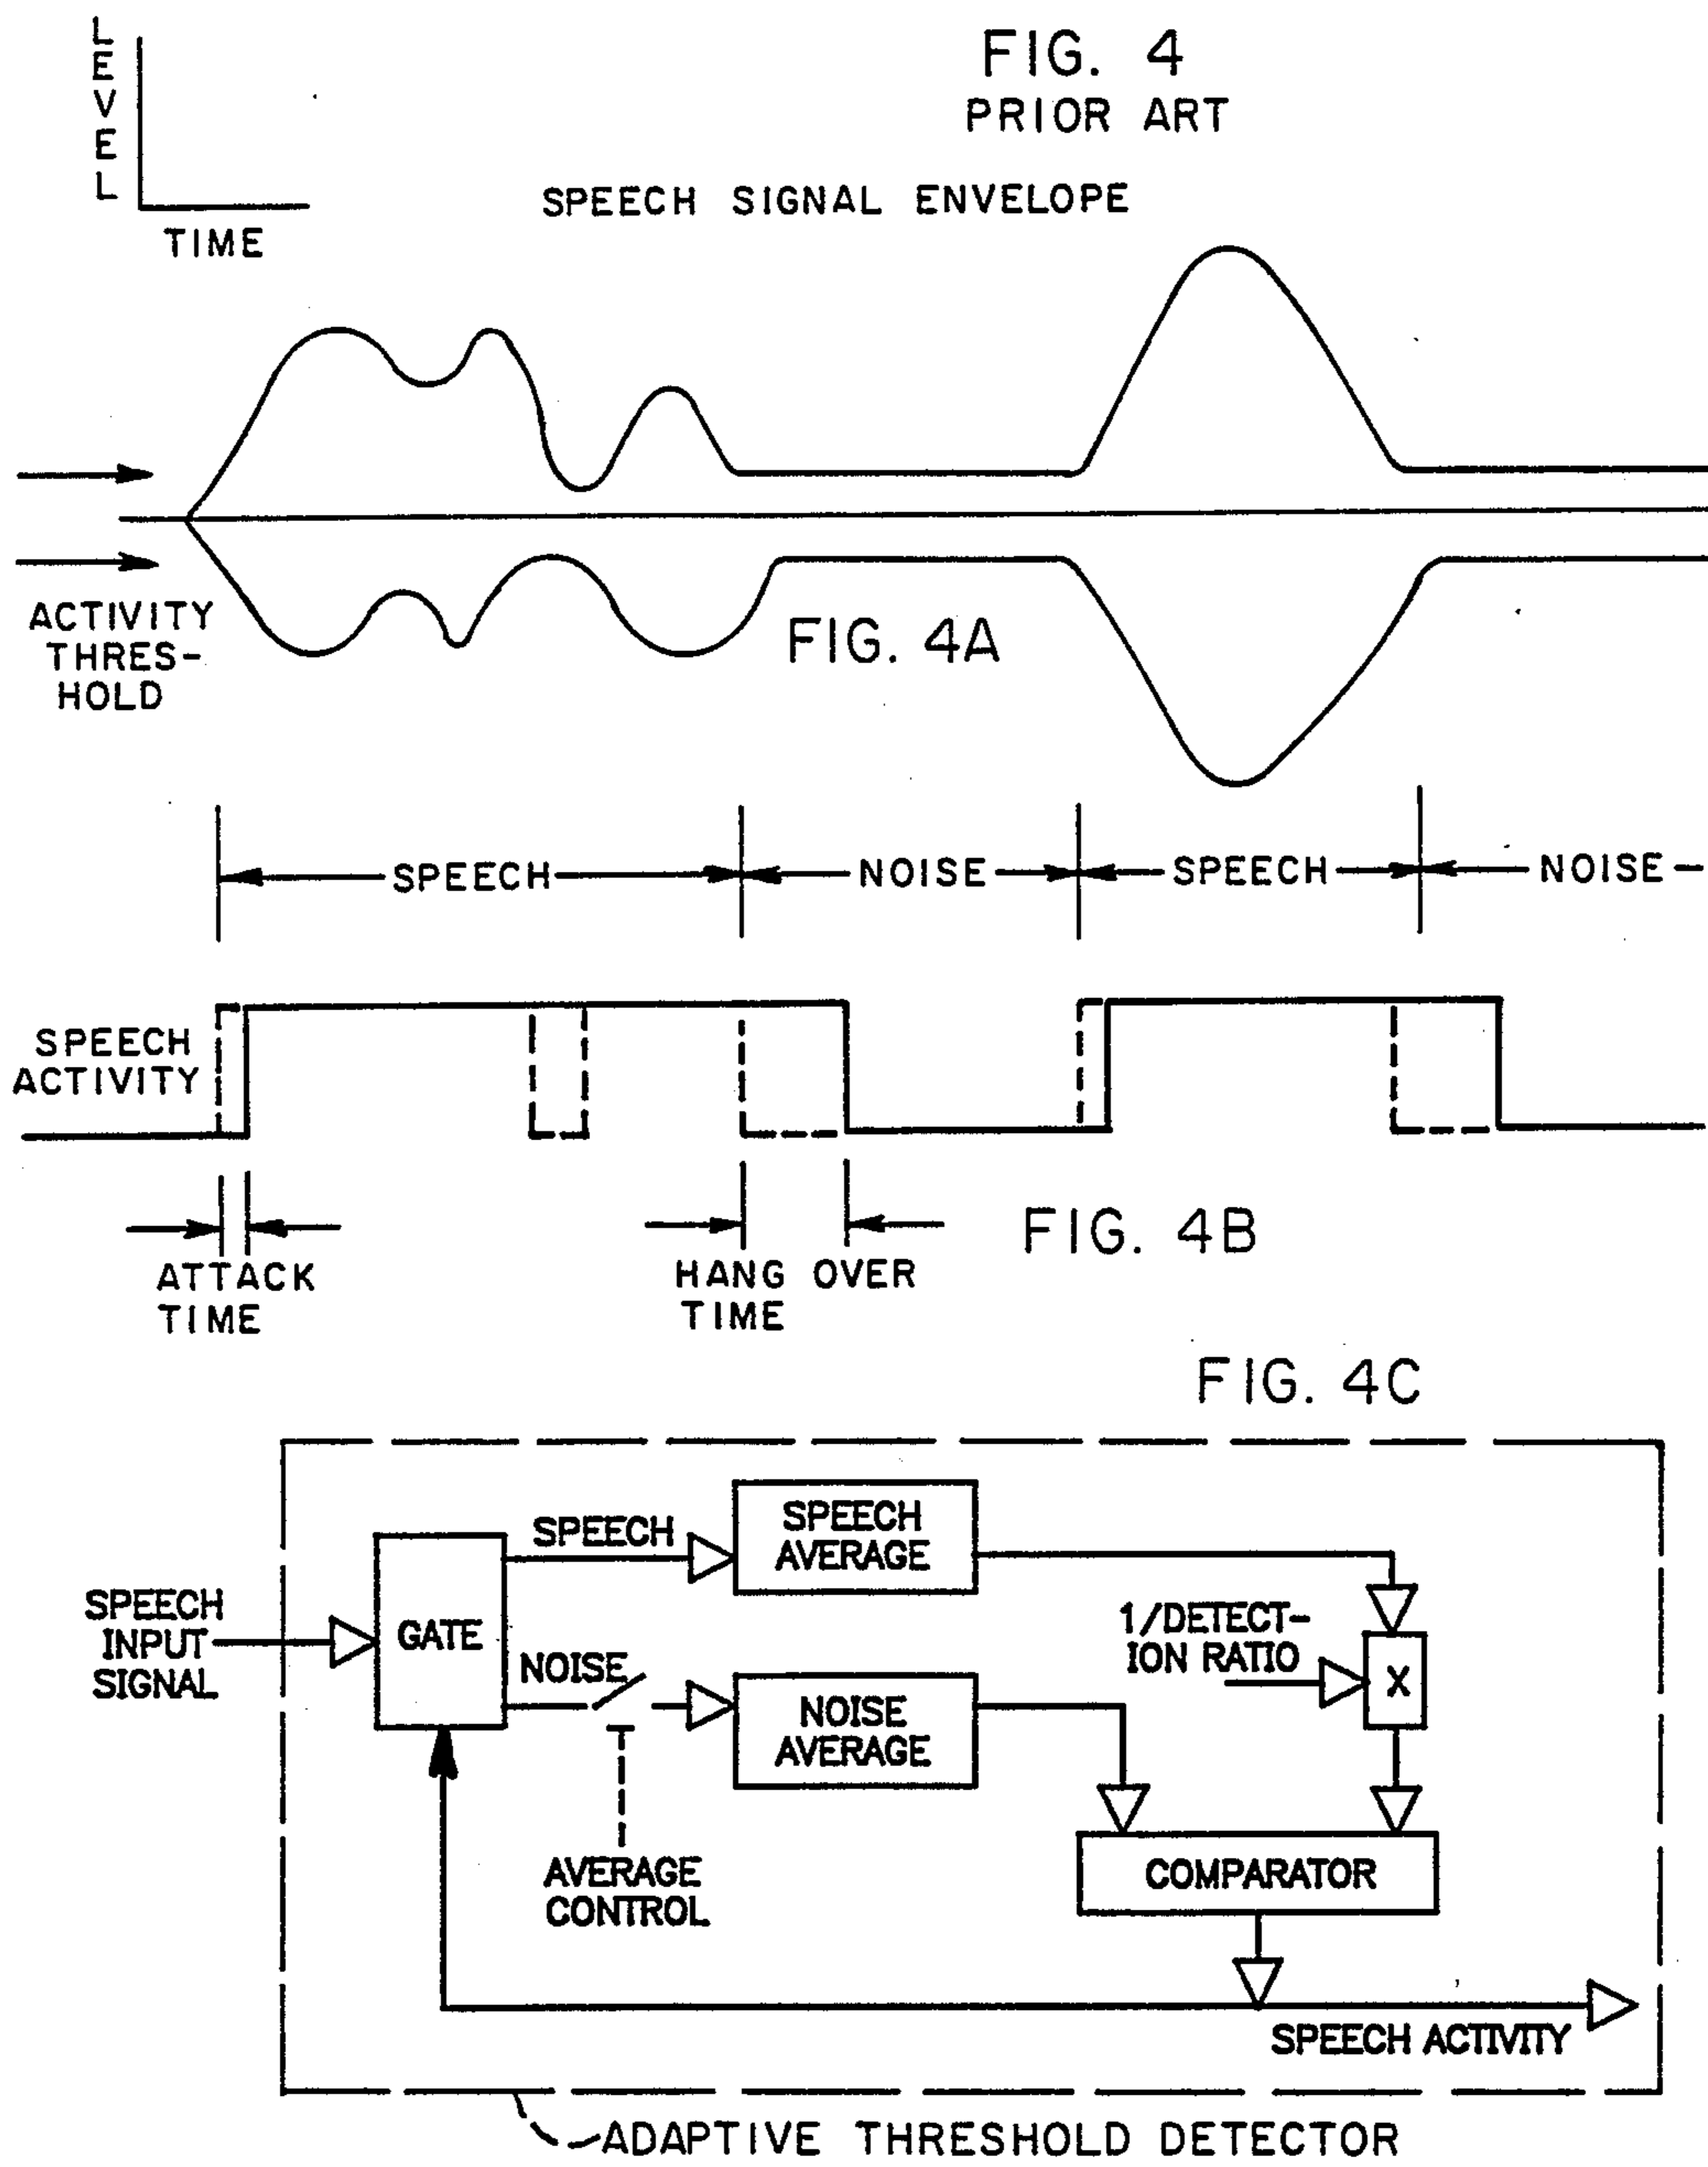 FIG. 4
PRIOR ART
LEVEL
TIME
SPEECH SIGNAL ENVELOPE
ACTIVITY
THRES-
HOLD
FIG. 4A
SPEECH NOISE SPEECH NOISE -
SPEECH
ACTIVITY
ATTACK
TIME
HANG OVER
TIME
FIG. 4B
FIG. 4C
SPEECH
INPUT
SIGNAL
GATE
SPEECH
SPEECH
AVERAGE
NOISE
NOISE
AVERAGE
1/DETECT-
ION RATIO
X
AVERAGE
CONTROL
COMPARATOR
SPEECH ACTIVITY
ADAPTIVE THRESHOLD DETECTOR